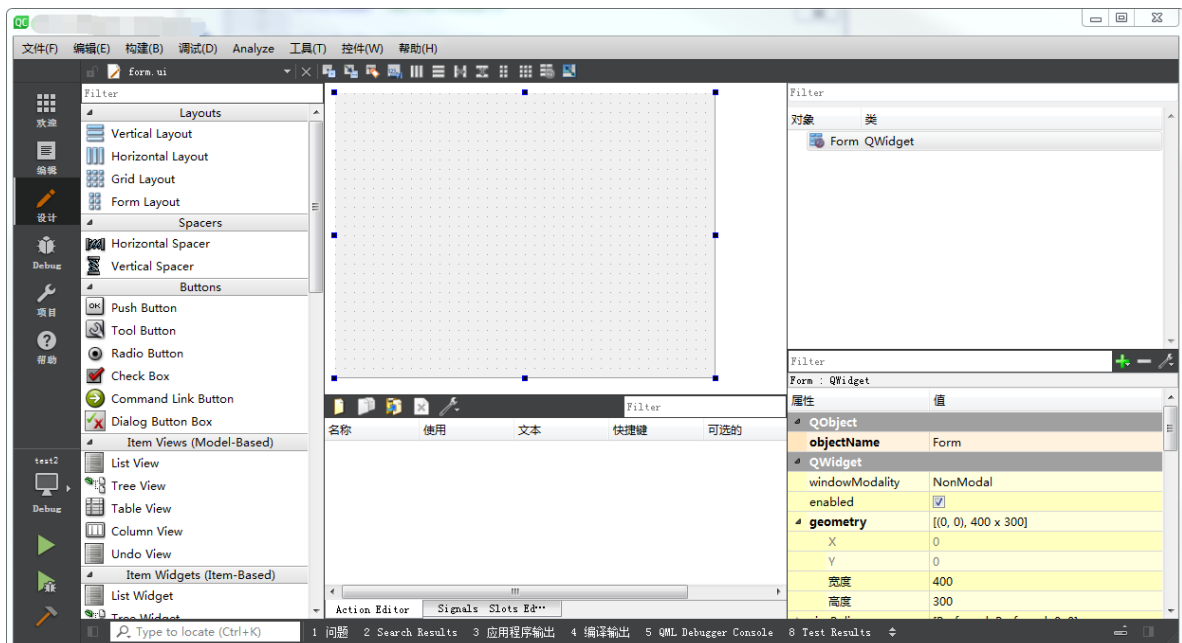 QC
文件(F) 编辑(E) 构建(B) 调试(D) Analyze 工具(T) 控件(W) 帮助(H)
form.ui
欢迎
编辑
设计
Debug
项目
帮助
test2
Debug
Filter
Layouts
Vertical Layout
Horizontal Layout
Grid Layout
Form Layout
Spacers
Horizontal Spacer
Vertical Spacer
Buttons
OK Push Button
Tool Button
Radio Button
Check Box
Command Link Button
Dialog Button Box
Item Views (Model-Based)
List View
Tree View
Table View
Column View
Undo View
Item Widgets (Item-Based)
List Widget
Tree Widget
Filter
名称 使用 文本 快捷键 可选的
Action Editor Signals Slots Ed…
Filter
对象 类
Form QWidget
Filter
Form : QWidget
属性 值
QObject
objectName Form
QWidget
windowModality NonModal
enabled
geometry [(0, 0), 400 x 300]
X 0
Y 0
宽度 400
高度 300
Type to locate (Ctrl+K) 1 问题 2 Search Results 3 应用程序输出 4 编译输出 5 QML Debugger Console 8 Test Results